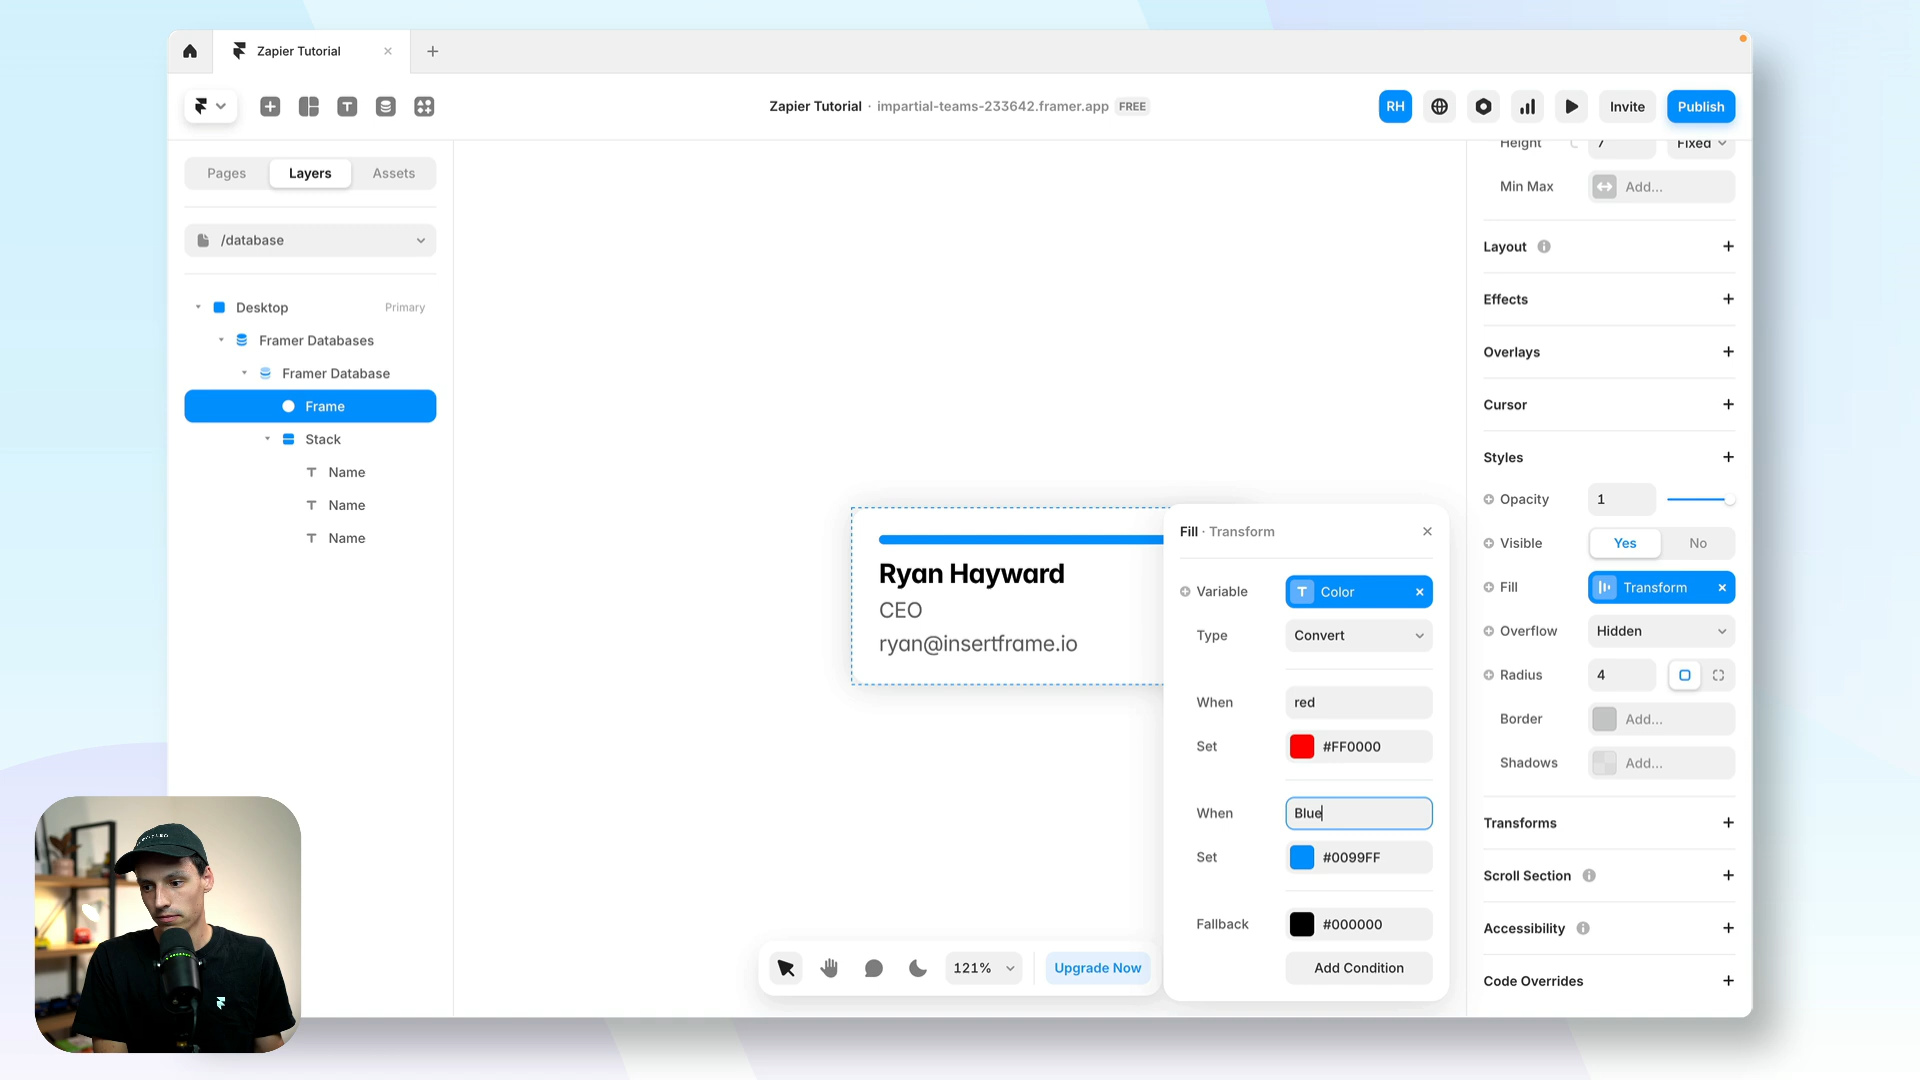 Zapier Tutorial
Zapier Tutorial · impartial-teams-233642.framer.app FREE
RH
Invite
Publish
Pages Layers Assets
/database
Desktop Primary
Framer Databases
Framer Database
Frame
Stack
Name
Name
Name
Ryan Hayward
CEO
ryan@insertframe.io
121%
Upgrade Now
Fill · Transform
Variable Color
Type Convert
When red
Set #FF0000
When Blue
Set #0099FF
Fallback #000000
Add Condition
Height 7 Fixed
Min Max Add...
Layout
Effects
Overlays
Cursor
Styles
Opacity 1
Visible Yes No
Fill Transform
Overflow Hidden
Radius 4
Border Add...
Shadows Add...
Transforms
Scroll Section
Accessibility
Code Overrides